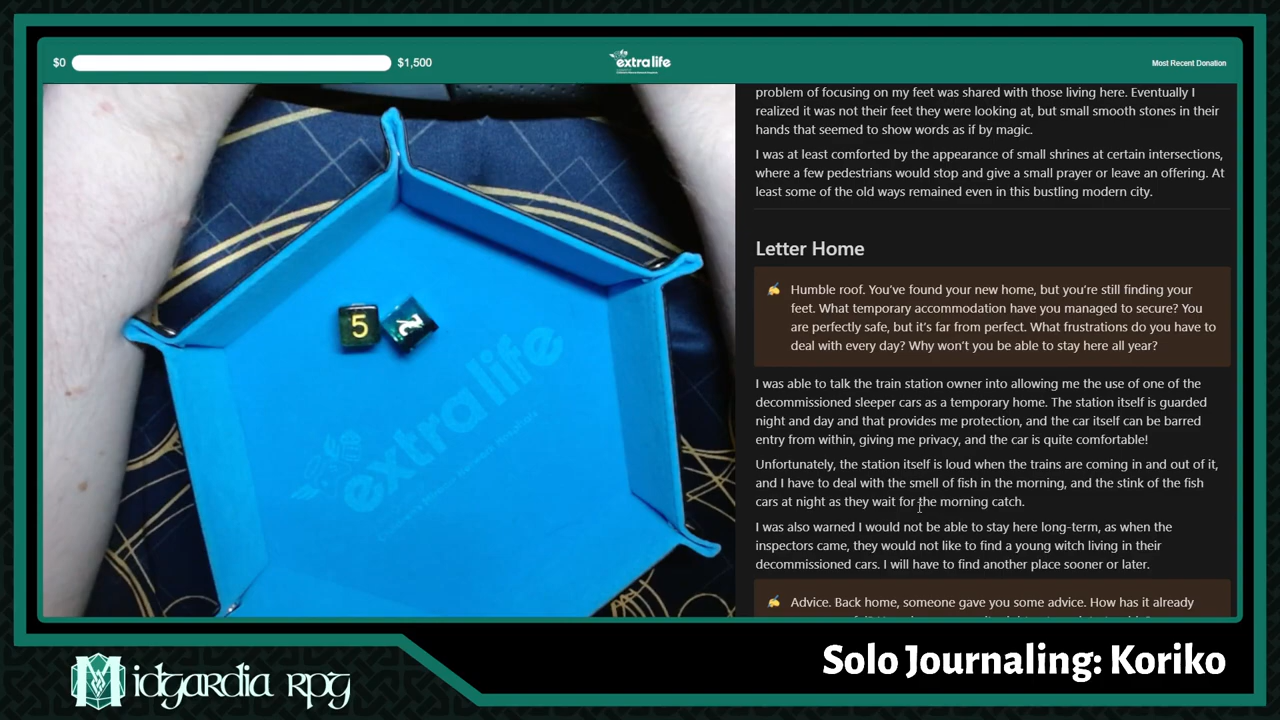 $0
$1,500
extra life
Most Recent Donation
problem of focusing on my feet was shared with those living here. Eventually I
realized it was not their feet they were looking at, but small smooth stones in their
hands that seemed to show words as if by magic.
I was at least comforted by the appearance of small shrines at certain intersections,
where a few pedestrians would stop and give a small prayer or leave an offering. At
least some of the old ways remained even in this bustling modern city.
Letter Home
Humble roof. You've found your new home, but you're still finding your
feet. What temporary accommodation have you managed to secure? You
are perfectly safe, but it's far from perfect. What frustrations do you have to
deal with every day? Why won't you be able to stay here all year?
I was able to talk the train station owner into allowing me the use of one of the
decommissioned sleeper cars as a temporary home. The station itself is guarded
night and day and that provides me protection, and the car itself can be barred
entry from within, giving me privacy, and the car is quite comfortable!
Unfortunately, the station itself is loud when the trains are coming in and out of it,
and I have to deal with the smell of fish in the morning, and the stink of the fish
cars at night as they wait for the morning catch.
I was also warned I would not be able to stay here long-term, as when the
inspectors came, they would not like to find a young witch living in their
decommissioned cars. I will have to find another place sooner or later.
Advice. Back home, someone gave you some advice. How has it already
5
2
extra life
Midgardia RPG
Solo Journaling: Koriko